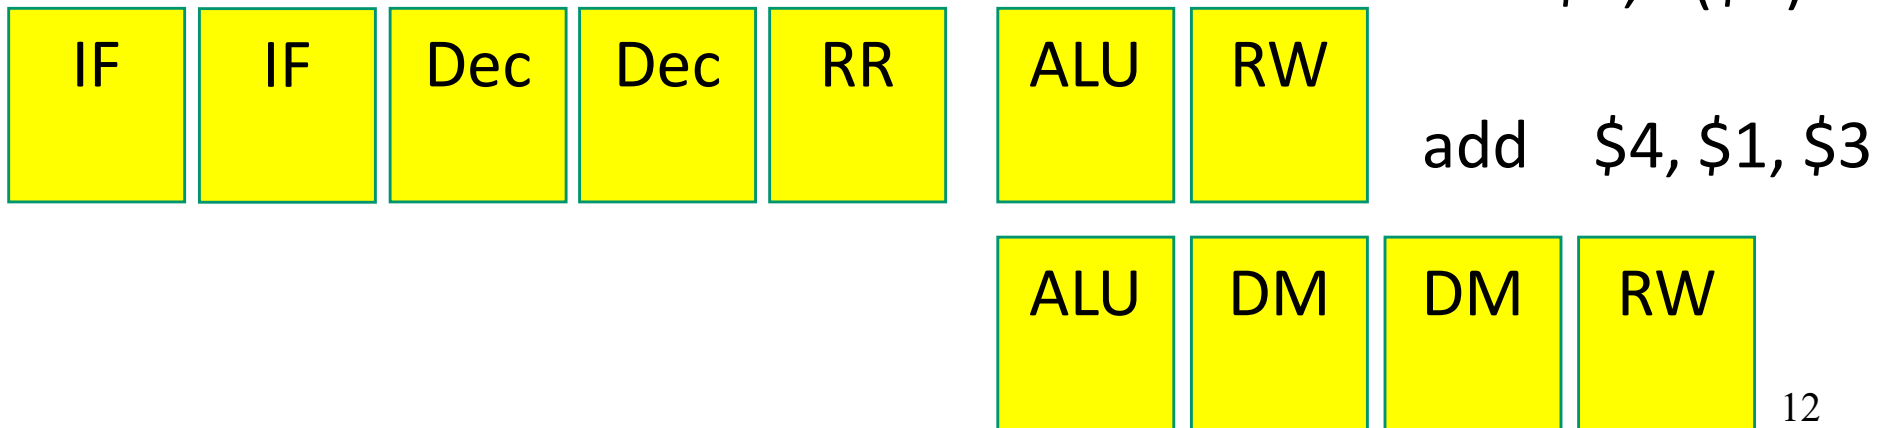 IF IF Dec Dec RR ALU RW
add $4, $1, $3
ALU DM DM RW
12